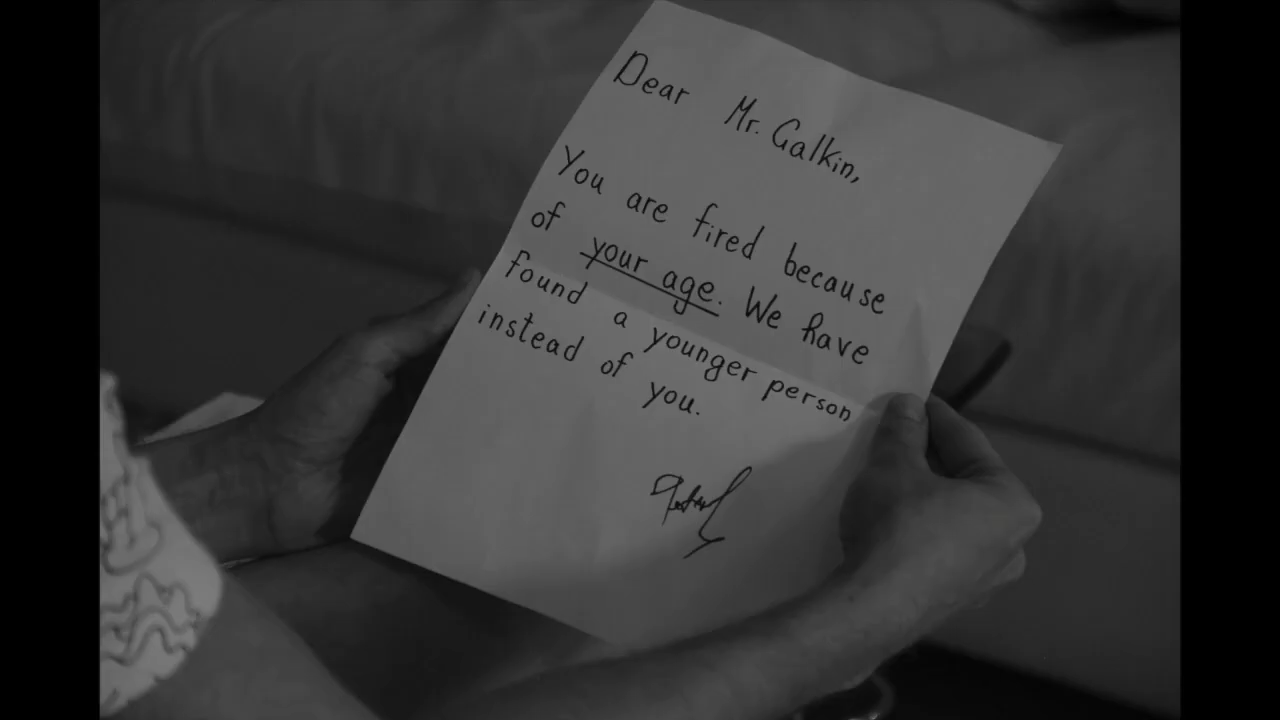 Dear Mr. Galkin,
You are fired because
of your age. We have
found a younger person
instead of you.